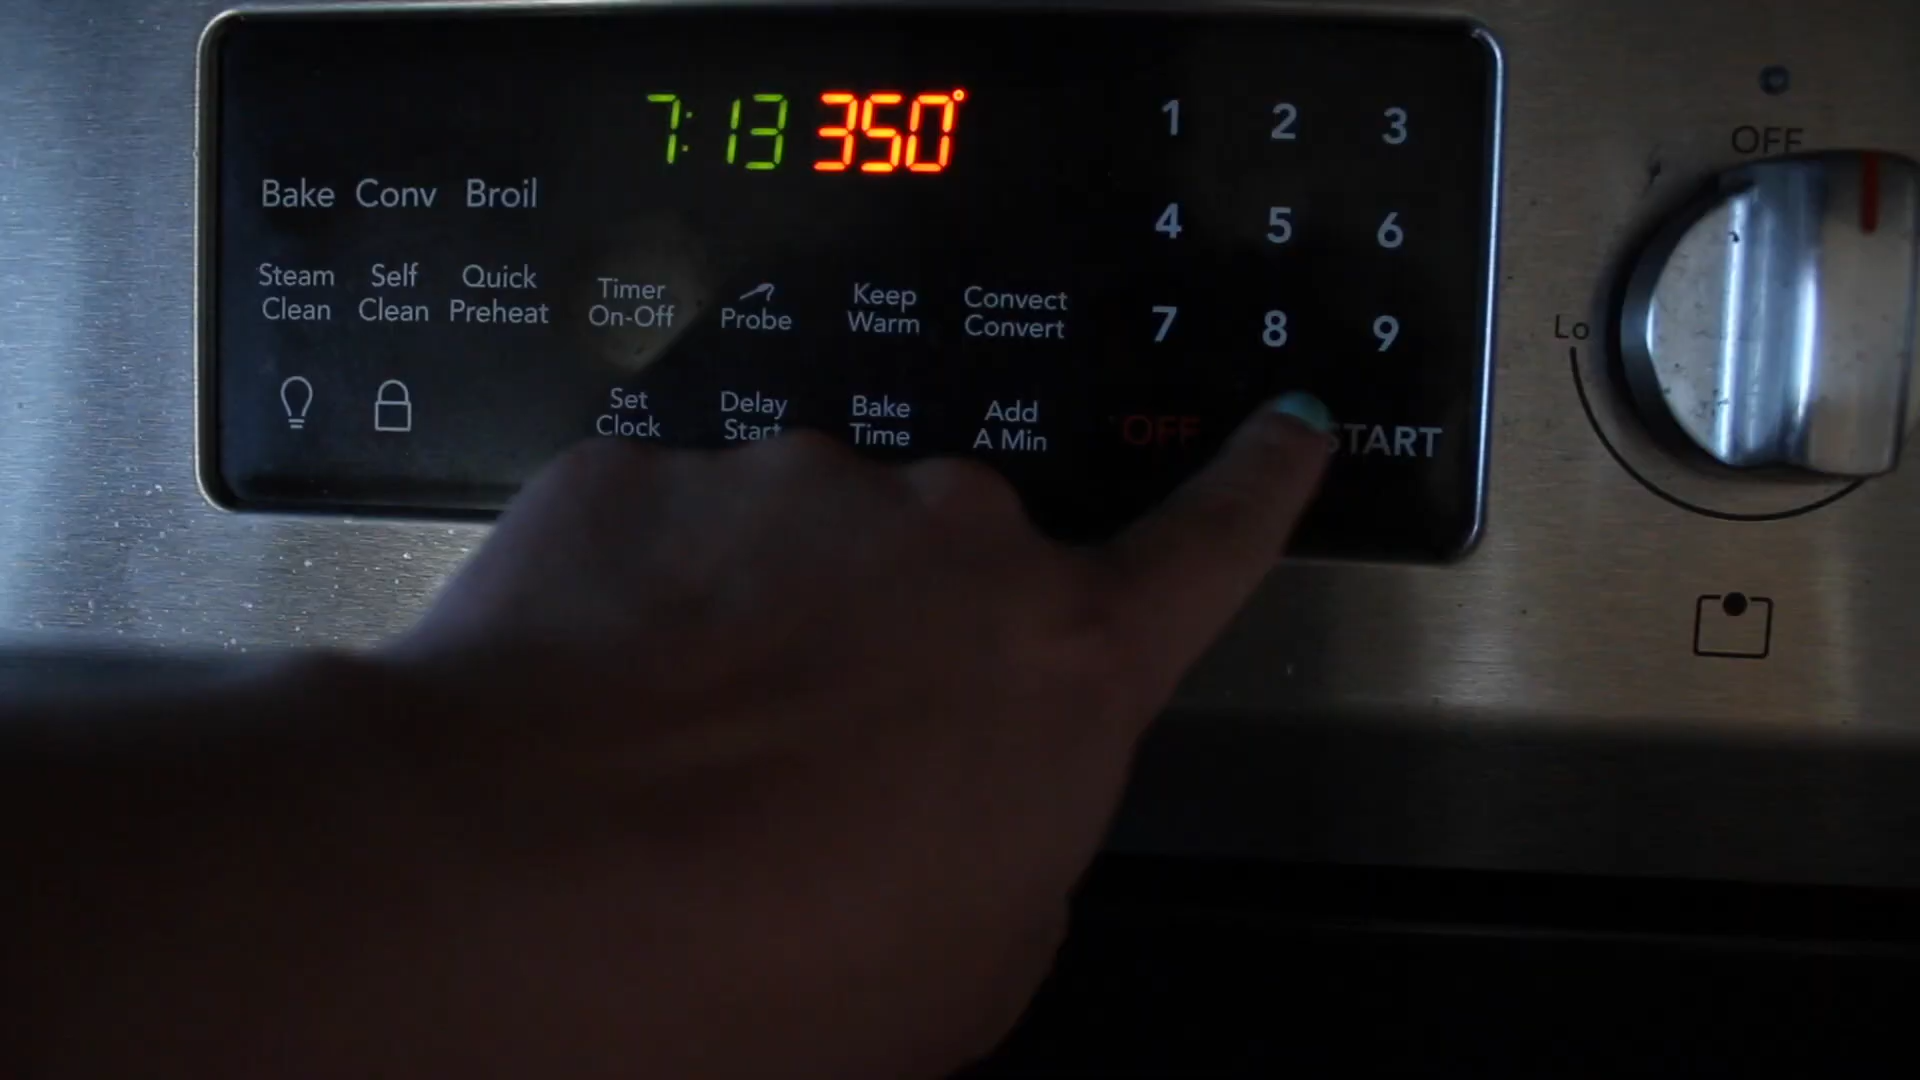 7:13 350°
1 2 3
Bake Conv Broil
4 5 6
Steam Clean
Self Clean
Quick Preheat
Timer On-Off
Probe
Keep Warm
Convect Convert
7 8 9
Set Clock
Delay Start
Bake Time
Add A Min
OFF
START
OFF
Lo